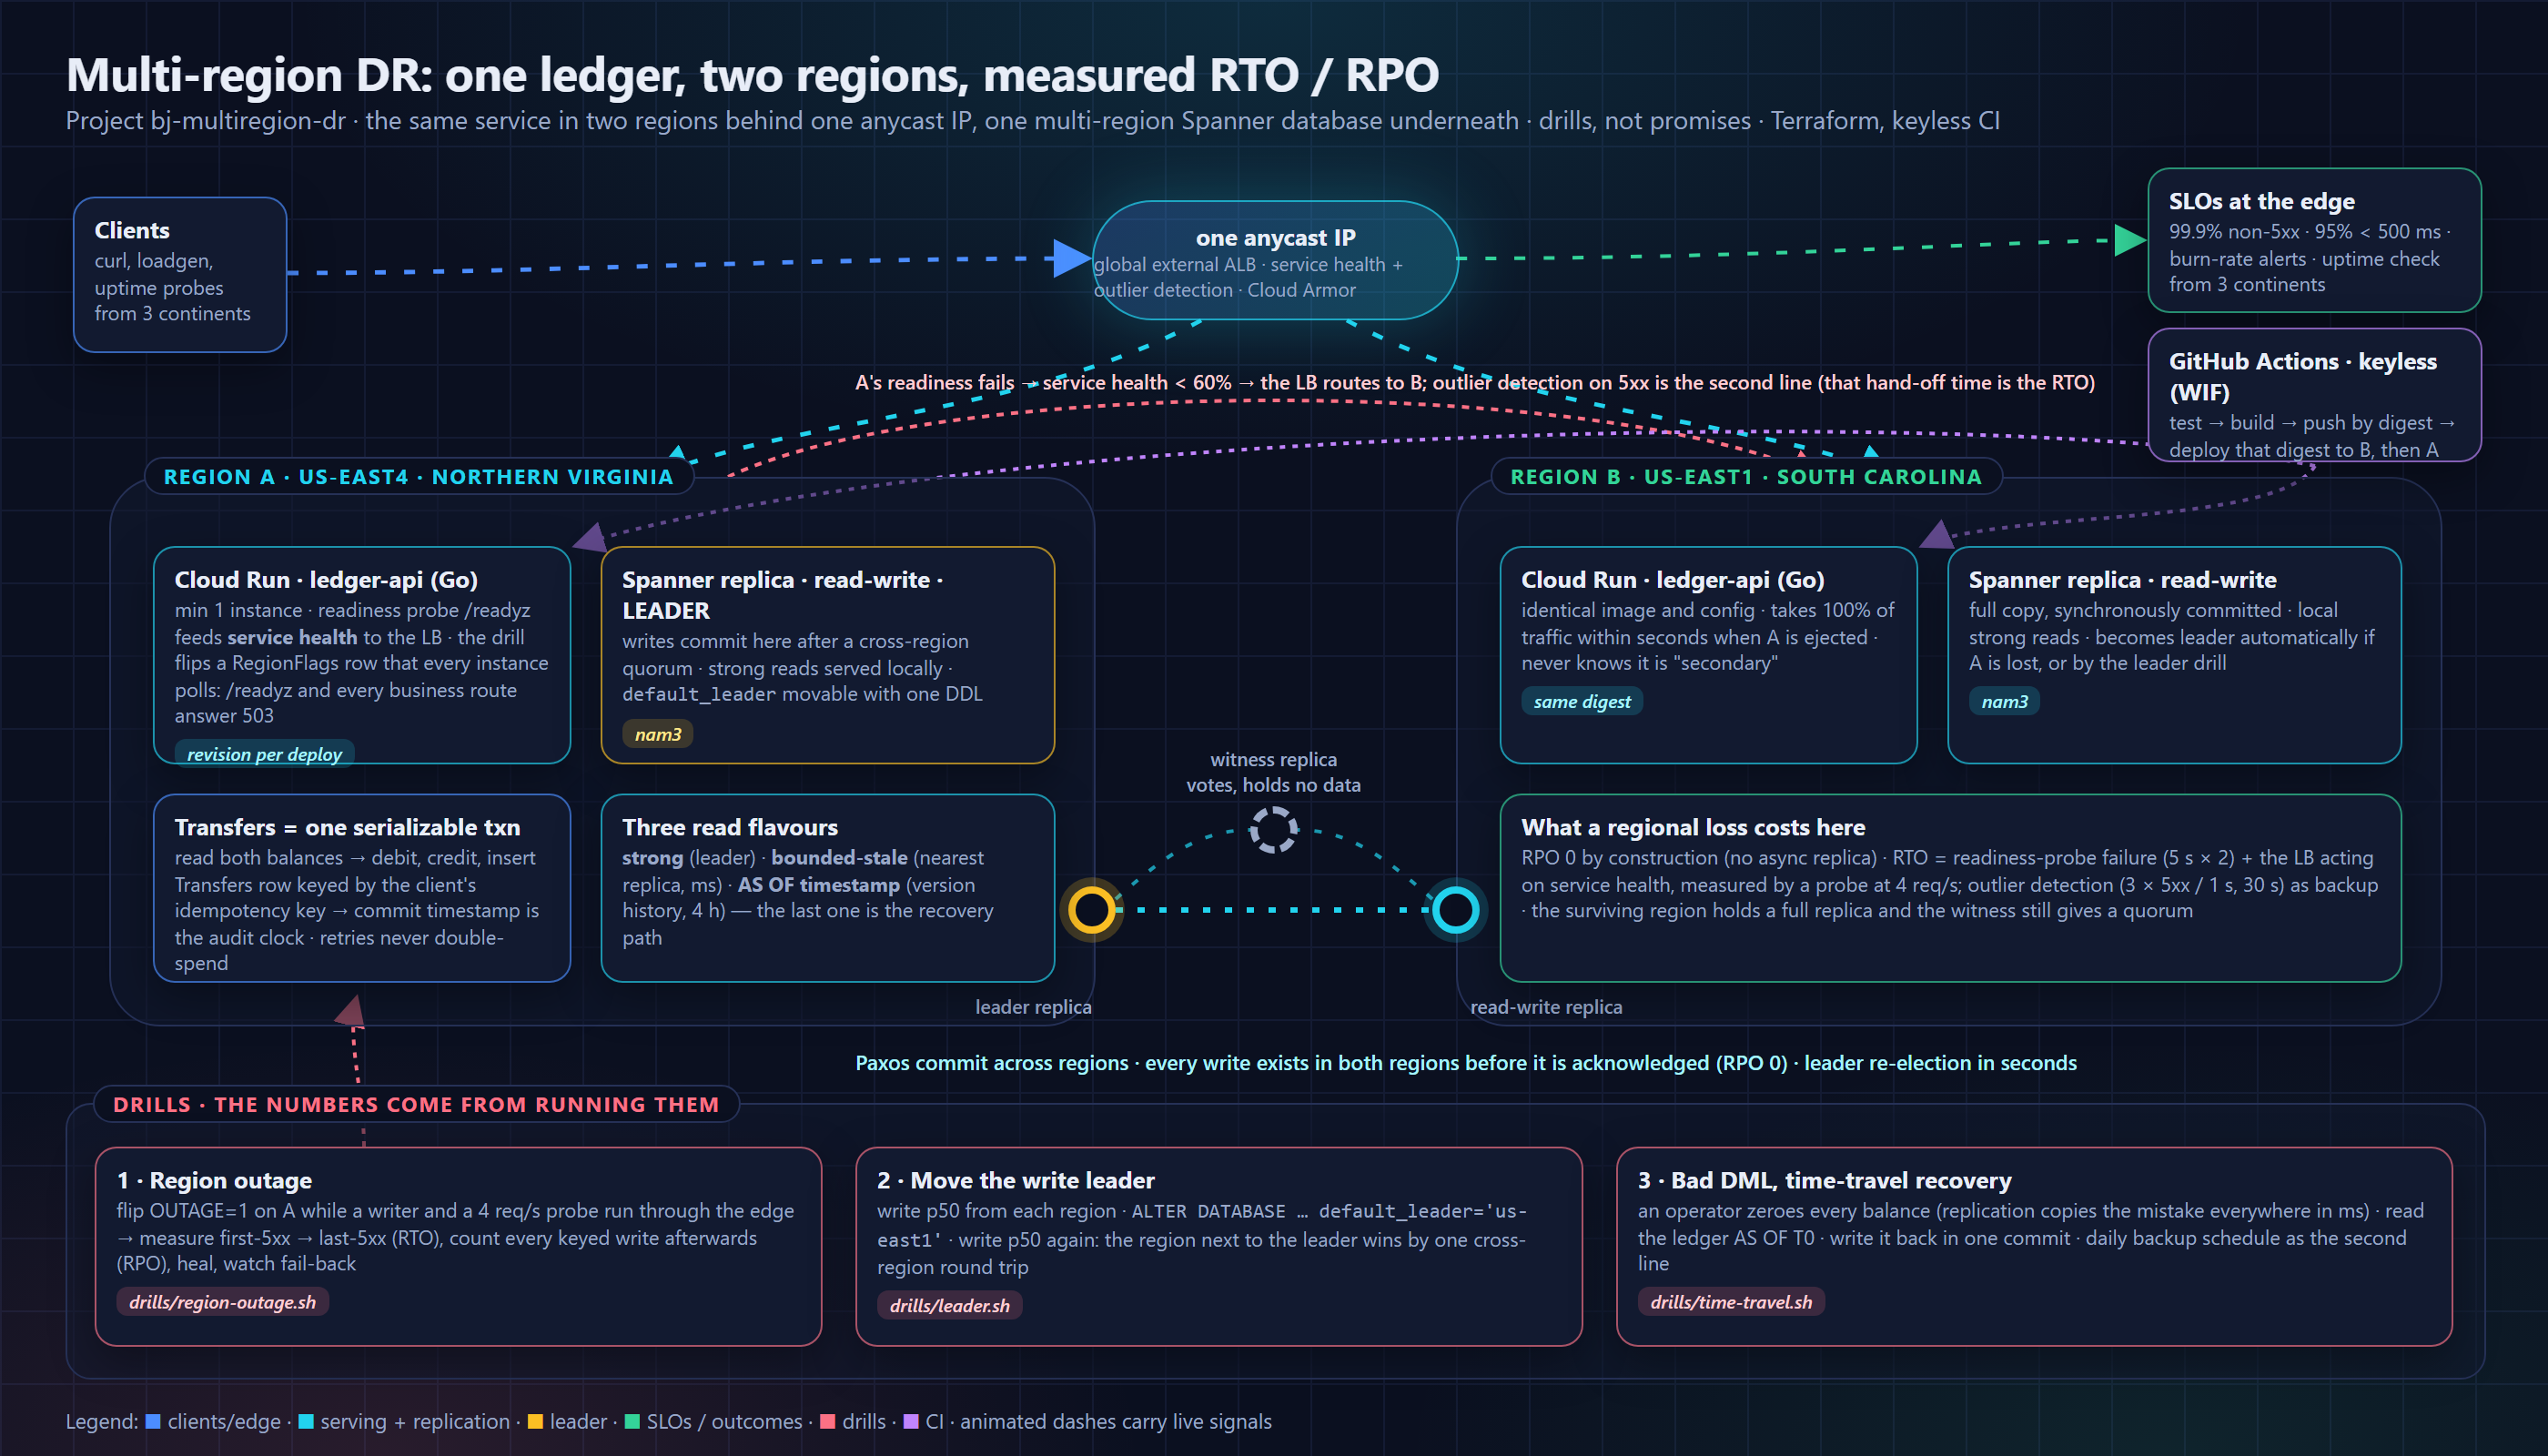 Multi-region DR: one ledger, two regions, measured RTO / RPO
Project bj-multiregion-dr · the same service in two regions behind one anycast IP, one multi-region Spanner database underneath · drills, not promises · Terraform, keyless CI
Clients
curl, loadgen,
uptime probes
from 3 continents
one anycast IP
global external ALB · service health +
outlier detection · Cloud Armor
SLOs at the edge
99.9% non-5xx · 95% < 500 ms ·
burn-rate alerts · uptime check
from 3 continents
GitHub Actions · keyless
(WIF)
test → build → push by digest →
deploy that digest to B, then A
A's readiness fails → service health < 60% → the LB routes to B; outlier detection on 5xx is the second line (that hand-off time is the RTO)
REGION A · US-EAST4 · NORTHERN VIRGINIA
Cloud Run · ledger-api (Go)
min 1 instance · readiness probe /readyz
feeds service health to the LB · the drill
flips a RegionFlags row that every instance
polls: /readyz and every business route
answer 503
revision per deploy
Spanner replica · read-write ·
LEADER
writes commit here after a cross-region
quorum · strong reads served locally ·
default_leader movable with one DDL
nam3
Transfers = one serializable txn
read both balances → debit, credit, insert
Transfers row keyed by the client's
idempotency key → commit timestamp is
the audit clock · retries never double-
spend
Three read flavours
strong (leader) · bounded-stale (nearest
replica, ms) · AS OF timestamp (version
history, 4 h) — the last one is the recovery
path
witness replica
votes, holds no data
leader replica
REGION B · US-EAST1 · SOUTH CAROLINA
Cloud Run · ledger-api (Go)
identical image and config · takes 100% of
traffic within seconds when A is ejected ·
never knows it is "secondary"
same digest
Spanner replica · read-write
full copy, synchronously committed · local
strong reads · becomes leader automatically if
A is lost, or by the leader drill
nam3
What a regional loss costs here
RPO 0 by construction (no async replica) · RTO = readiness-probe failure (5 s × 2) + the LB acting
on service health, measured by a probe at 4 req/s; outlier detection (3 × 5xx / 1 s, 30 s) as backup
· the surviving region holds a full replica and the witness still gives a quorum
read-write replica
Paxos commit across regions · every write exists in both regions before it is acknowledged (RPO 0) · leader re-election in seconds
DRILLS · THE NUMBERS COME FROM RUNNING THEM
1 · Region outage
flip OUTAGE=1 on A while a writer and a 4 req/s probe run through the edge
→ measure first-5xx → last-5xx (RTO), count every keyed write afterwards
(RPO), heal, watch fail-back
drills/region-outage.sh
2 · Move the write leader
write p50 from each region · ALTER DATABASE … default_leader='us-
east1' · write p50 again: the region next to the leader wins by one cross-
region round trip
drills/leader.sh
3 · Bad DML, time-travel recovery
an operator zeroes every balance (replication copies the mistake everywhere in ms) · read
the ledger AS OF T0 · write it back in one commit · daily backup schedule as the second
line
drills/time-travel.sh
Legend: clients/edge · serving + replication · leader · SLOs / outcomes · drills · CI · animated dashes carry live signals